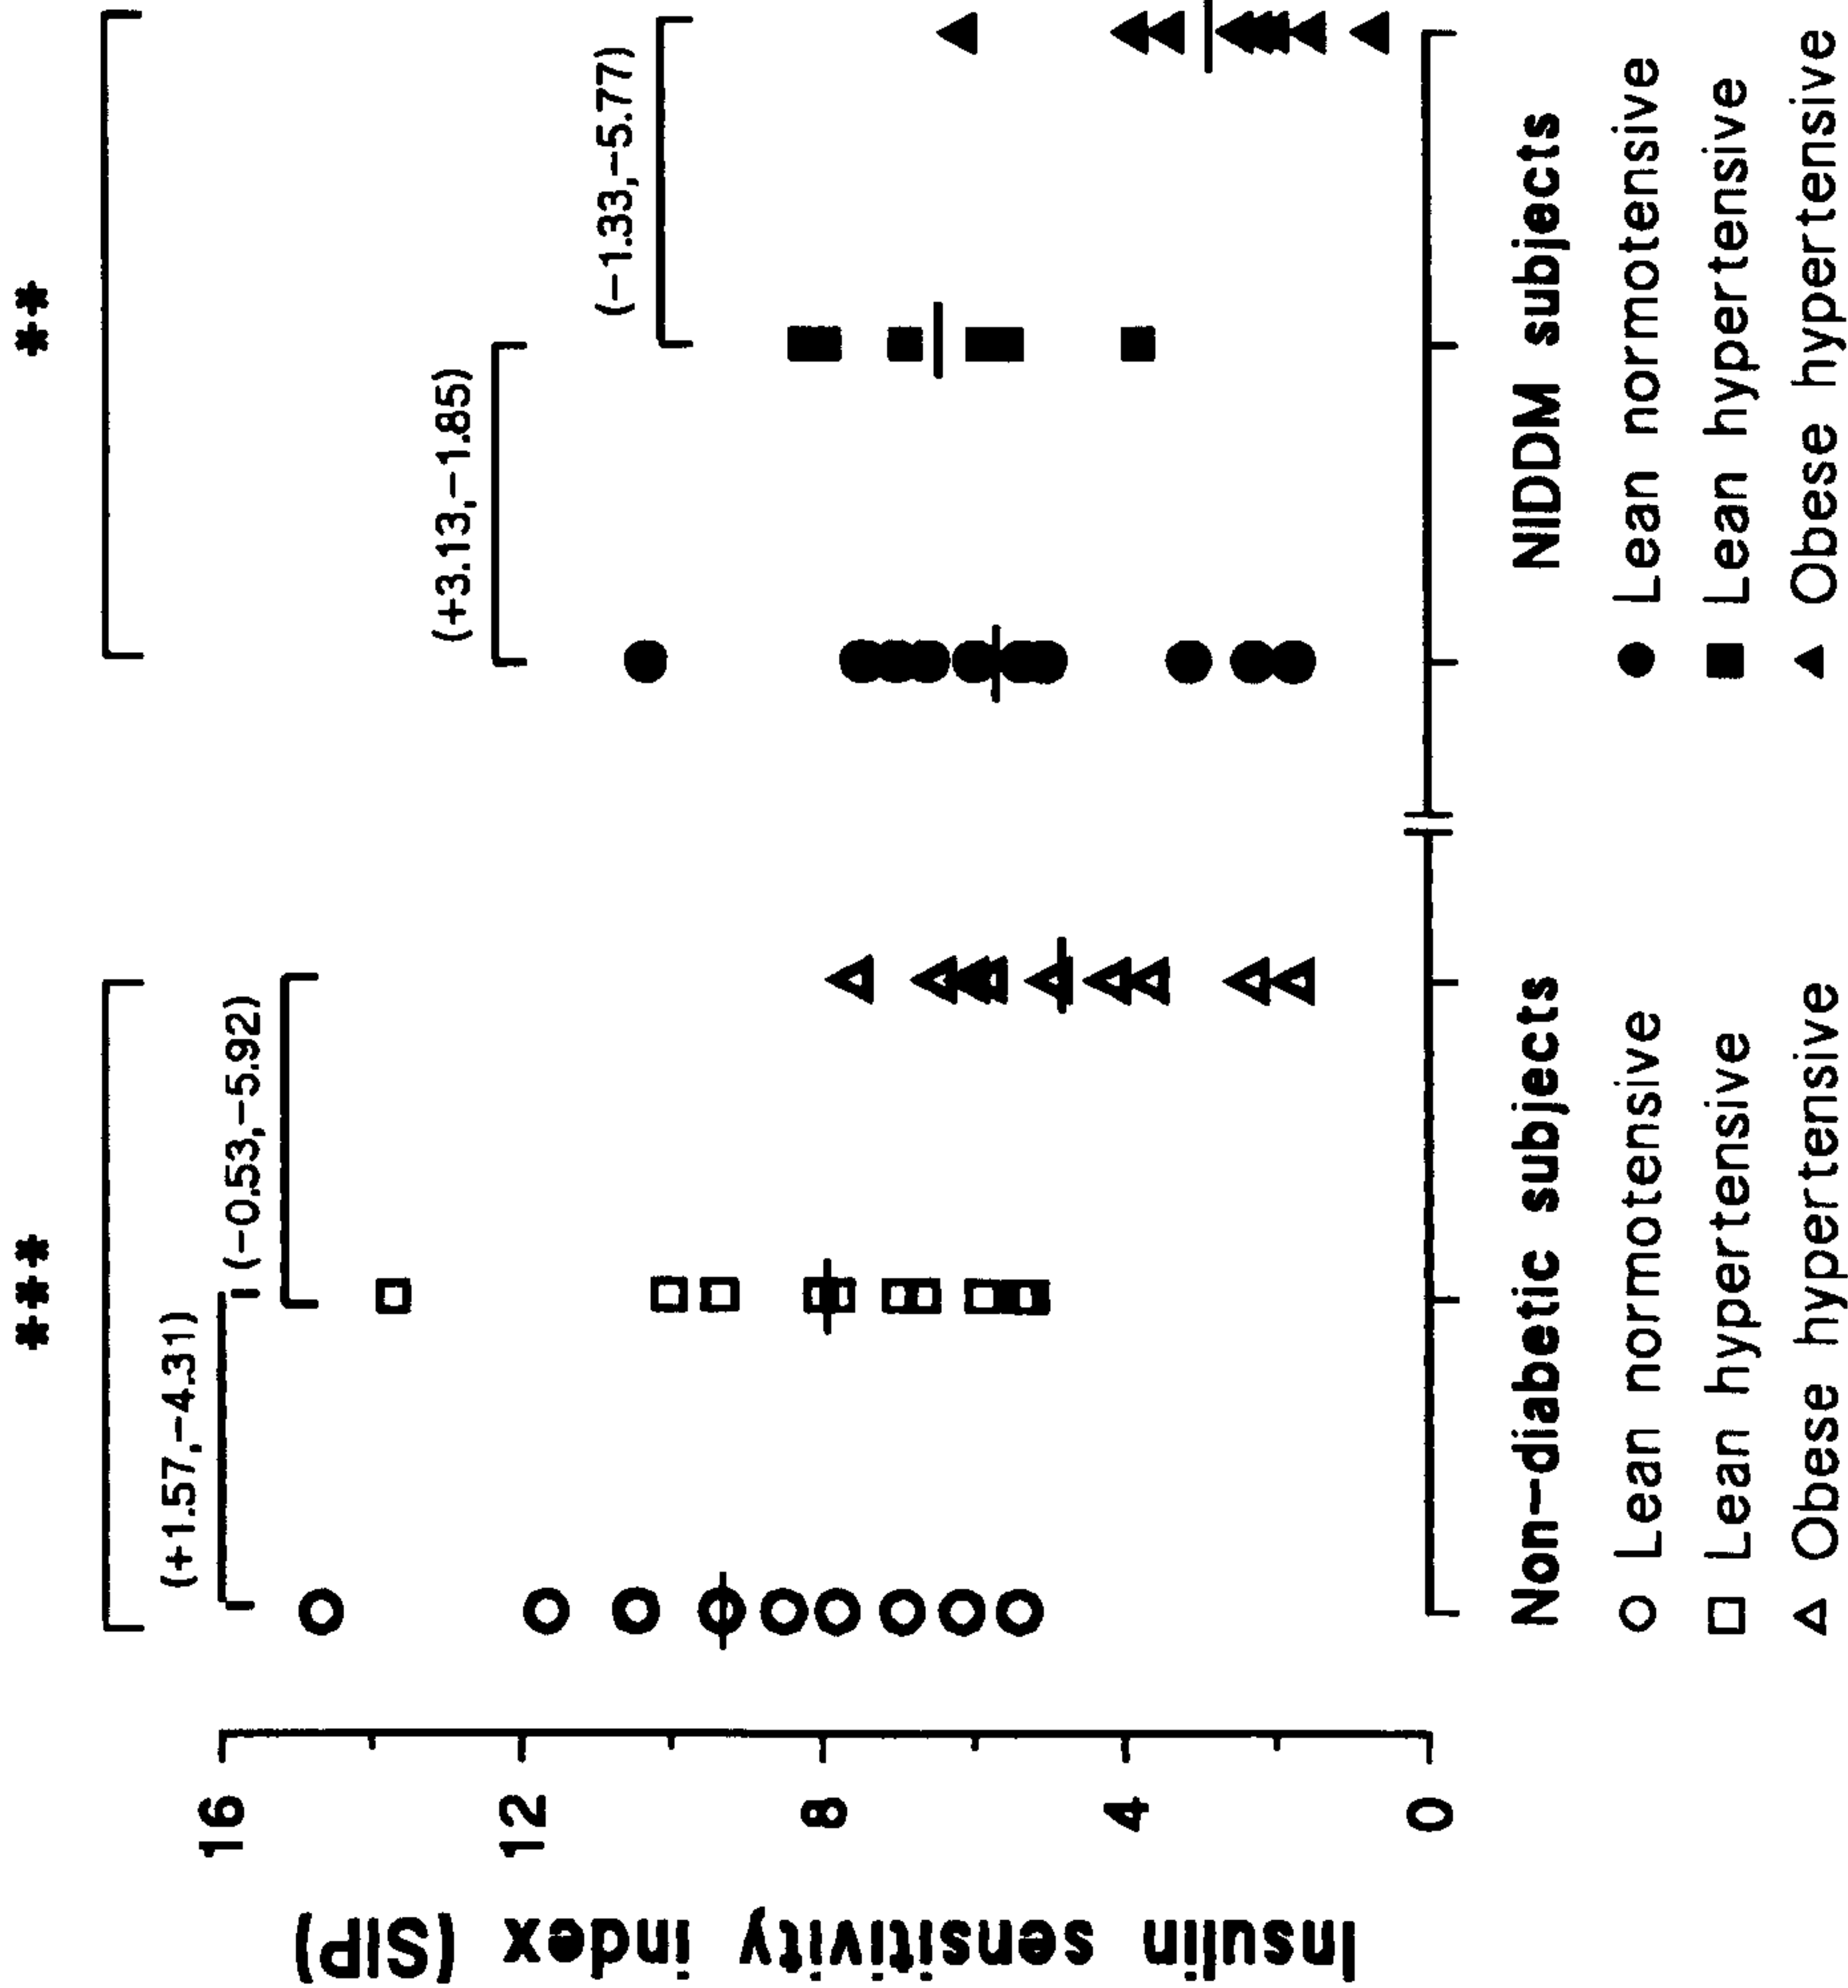 *** **
(+1.57,-4.31)
(-0.53,-5.92)
(+3.13,-1.85)
(-1.33,-5.77)
Insulin sensitivity index (SIP)
16
12
8
4
0
Non-diabetic subjects NIDDM subjects
○ Lean normotensive ● Lean normotensive
□ Lean hypertensive ■ Lean hypertensive
△ Obese hypertensive ▲ Obese hypertensive